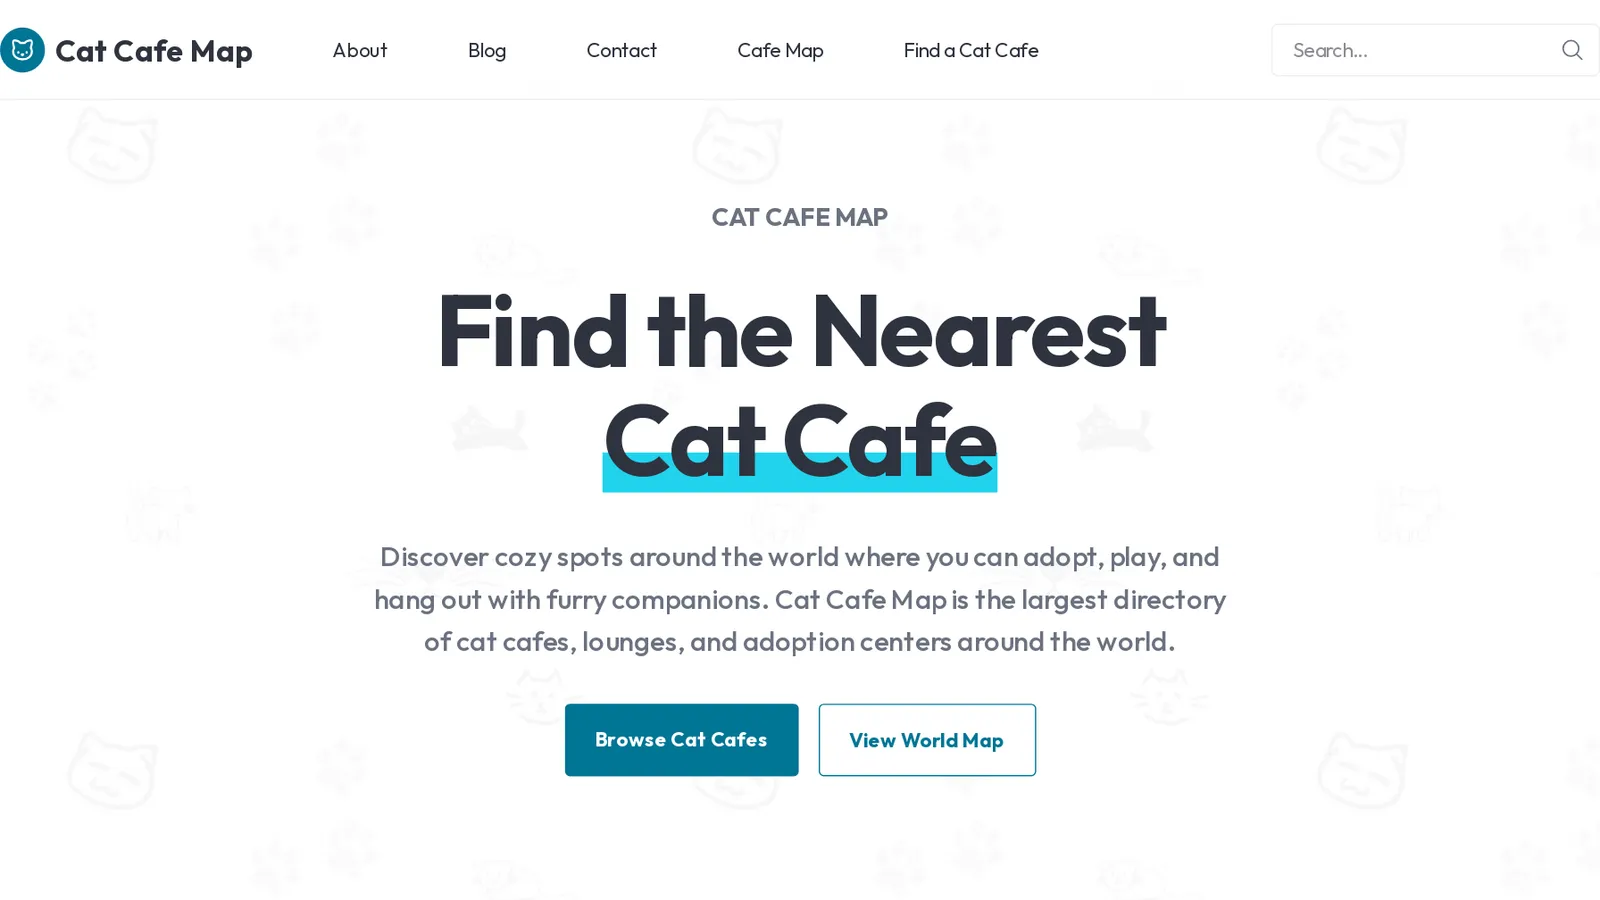 Cat Cafe Map
About
Blog
Contact
Cafe Map
Find a Cat Cafe
Search...
CAT CAFE MAP
Find the Nearest
Cat Cafe
Discover cozy spots around the world where you can adopt, play, and
hang out with furry companions. Cat Cafe Map is the largest directory
of cat cafes, lounges, and adoption centers around the world.
Browse Cat Cafes
View World Map